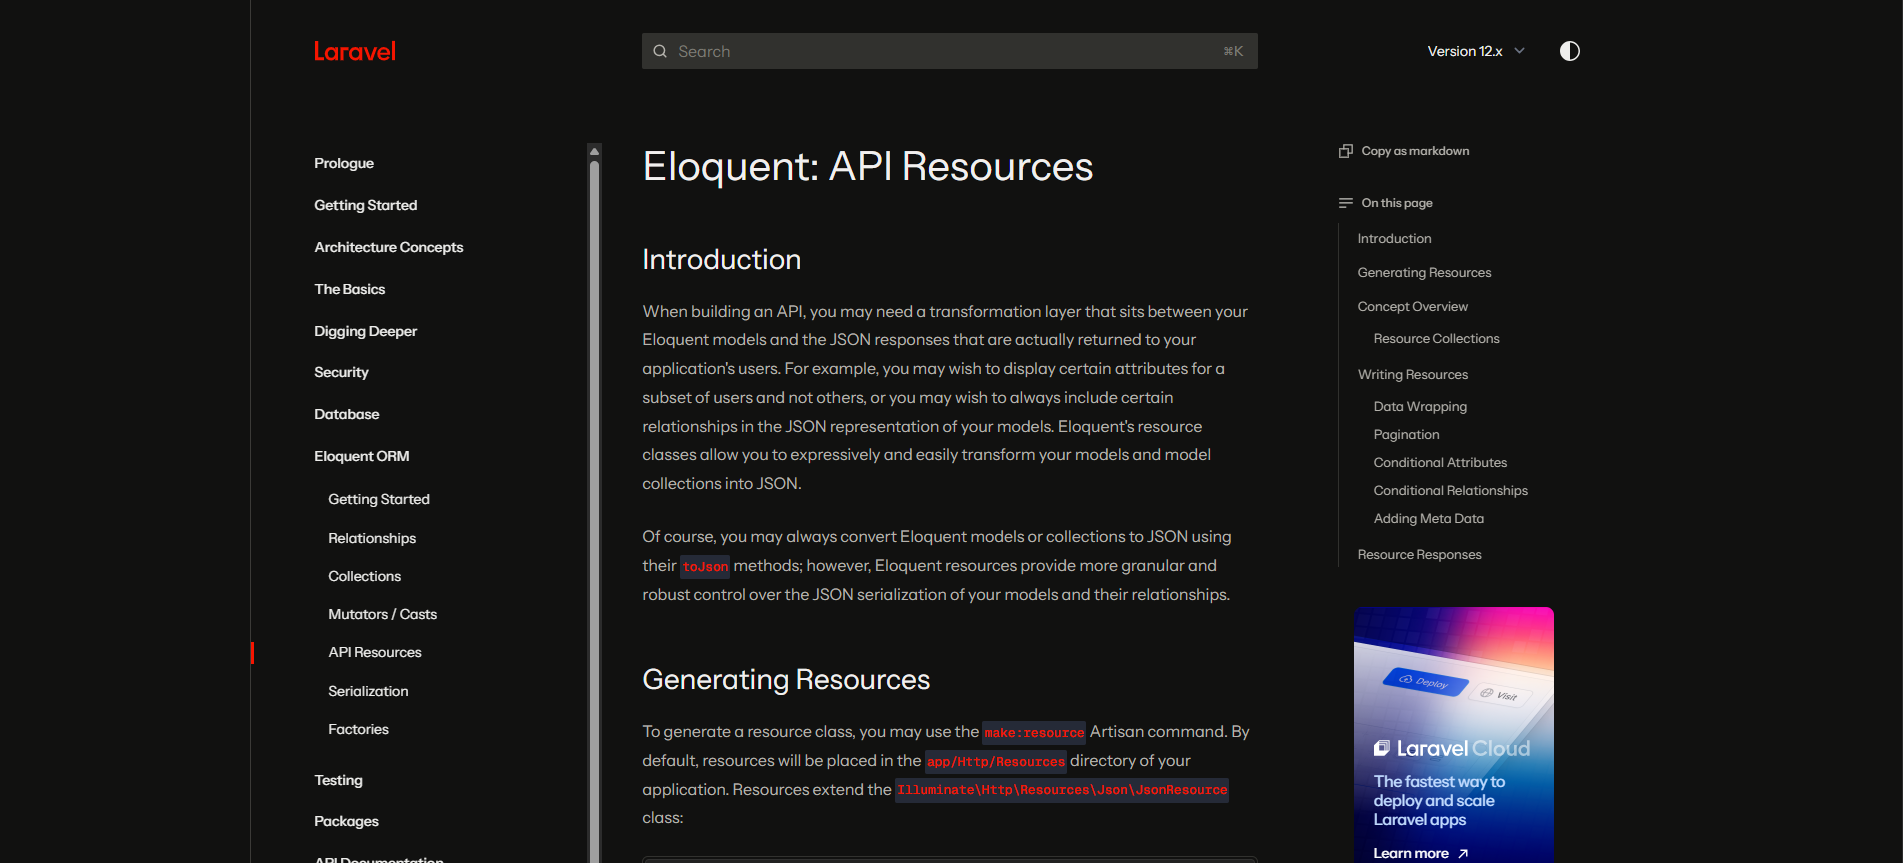 Laravel
Search
⌘K
Version 12.x
Prologue
Getting Started
Architecture Concepts
The Basics
Digging Deeper
Security
Database
Eloquent ORM
Getting Started
Relationships
Collections
Mutators / Casts
API Resources
Serialization
Factories
Testing
Packages
API Documentation
Eloquent: API Resources
Introduction
When building an API, you may need a transformation layer that sits between your
Eloquent models and the JSON responses that are actually returned to your
application's users. For example, you may wish to display certain attributes for a
subset of users and not others, or you may wish to always include certain
relationships in the JSON representation of your models. Eloquent's resource
classes allow you to expressively and easily transform your models and model
collections into JSON.
Of course, you may always convert Eloquent models or collections to JSON using
their toJson methods; however, Eloquent resources provide more granular and
robust control over the JSON serialization of your models and their relationships.
Generating Resources
To generate a resource class, you may use the make:resource Artisan command. By
default, resources will be placed in the app/Http/Resources directory of your
application. Resources extend the Illuminate\Http\Resources\Json\JsonResource
class:
Copy as markdown
On this page
Introduction
Generating Resources
Concept Overview
Resource Collections
Writing Resources
Data Wrapping
Pagination
Conditional Attributes
Conditional Relationships
Adding Meta Data
Resource Responses
Deploy
Visit
Laravel Cloud
The fastest way to
deploy and scale
Laravel apps
Learn more